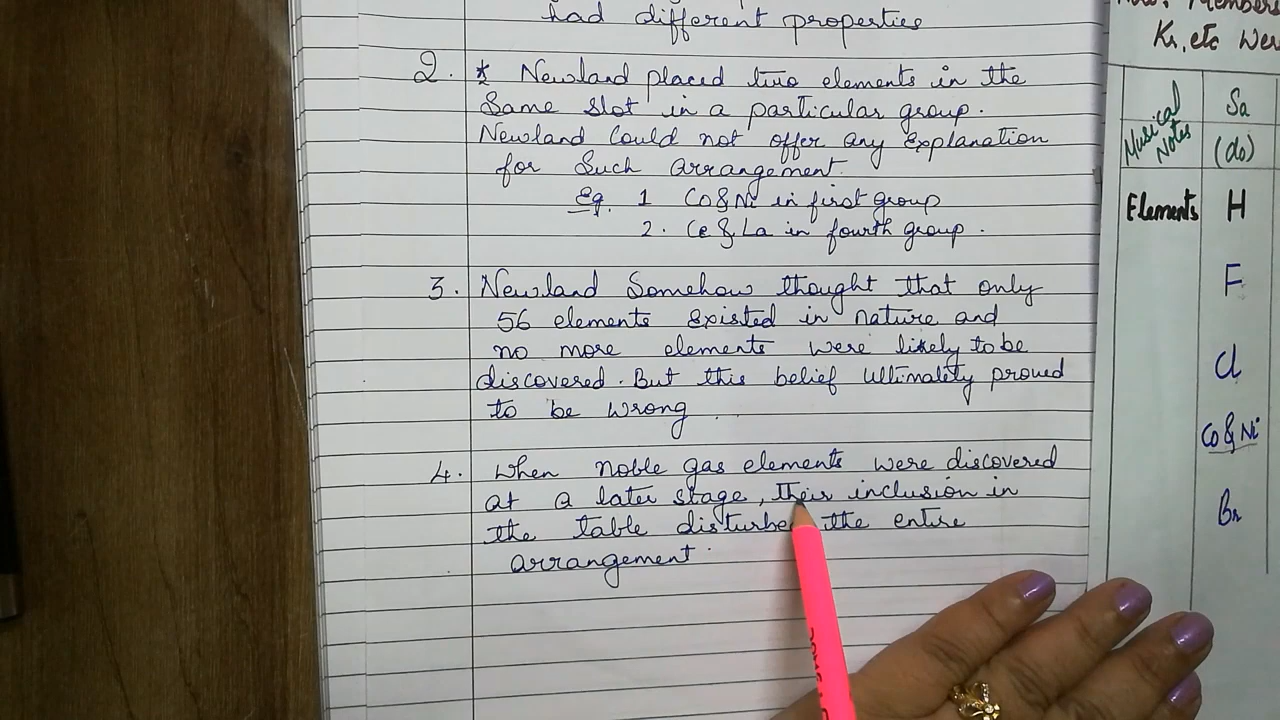 had different properties
2. * Newland placed two elements in the
Same slot in a particular group.
Newland Could not offer any Explanation
for Such arrangement.
Eg. 1 Co & Ni in first group
2. Ce & La in fourth group.
3. Newland Somehow thought that only
56 elements Existed in nature and
no more elements were likely to be
discovered. But this belief ultimately proved
to be wrong.
4. When noble gas elements were discovered
at a later stage, their inclusion in
the table disturbed the entire
arrangement.
Members
Kr, etc Wer
Musical Notes
Sa
(do)
Elements
H
F
Cl
Co & Ni
Br